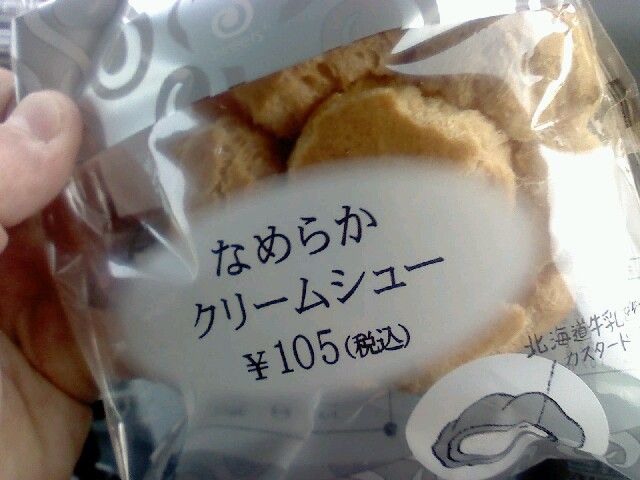 なめらか
クリームシュー
¥105(税込)
北海道牛乳
カスタード